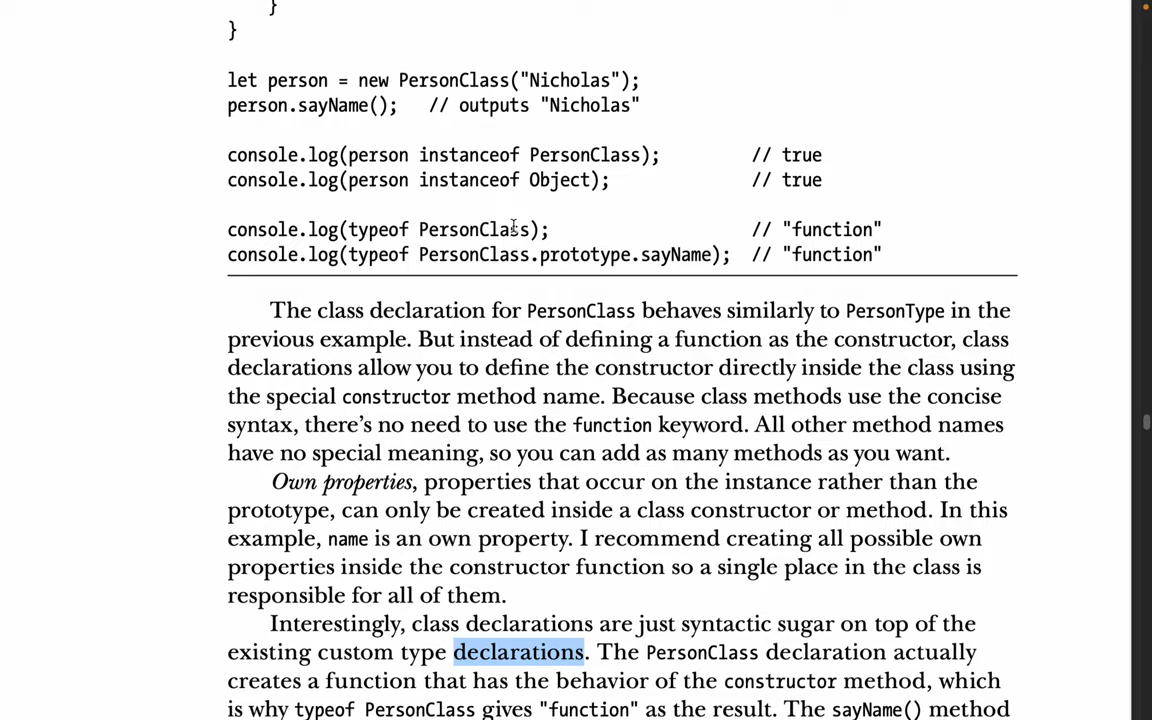 }
}
let person = new PersonClass("Nicholas");
person.sayName();   // outputs "Nicholas"
console.log(person instanceof PersonClass);         // true
console.log(person instanceof Object);              // true
console.log(typeof PersonClass);                    // "function"
console.log(typeof PersonClass.prototype.sayName);  // "function"
The class declaration for PersonClass behaves similarly to PersonType in the
previous example. But instead of defining a function as the constructor, class
declarations allow you to define the constructor directly inside the class using
the special constructor method name. Because class methods use the concise
syntax, there's no need to use the function keyword. All other method names
have no special meaning, so you can add as many methods as you want.
Own properties, properties that occur on the instance rather than the
prototype, can only be created inside a class constructor or method. In this
example, name is an own property. I recommend creating all possible own
properties inside the constructor function so a single place in the class is
responsible for all of them.
Interestingly, class declarations are just syntactic sugar on top of the
existing custom type declarations. The PersonClass declaration actually
creates a function that has the behavior of the constructor method, which
is why typeof PersonClass gives "function" as the result. The sayName() method